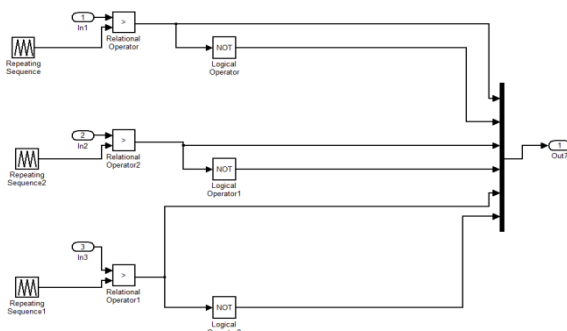 1
In1
>
Relational
Operator
Repeating
Sequence
NOT
Logical
Operator
2
In2
>
Relational
Operator2
Repeating
Sequence2
NOT
Logical
Operator1
1
Out7
3
In3
>
Relational
Operator1
Repeating
Sequence1
NOT
Logical